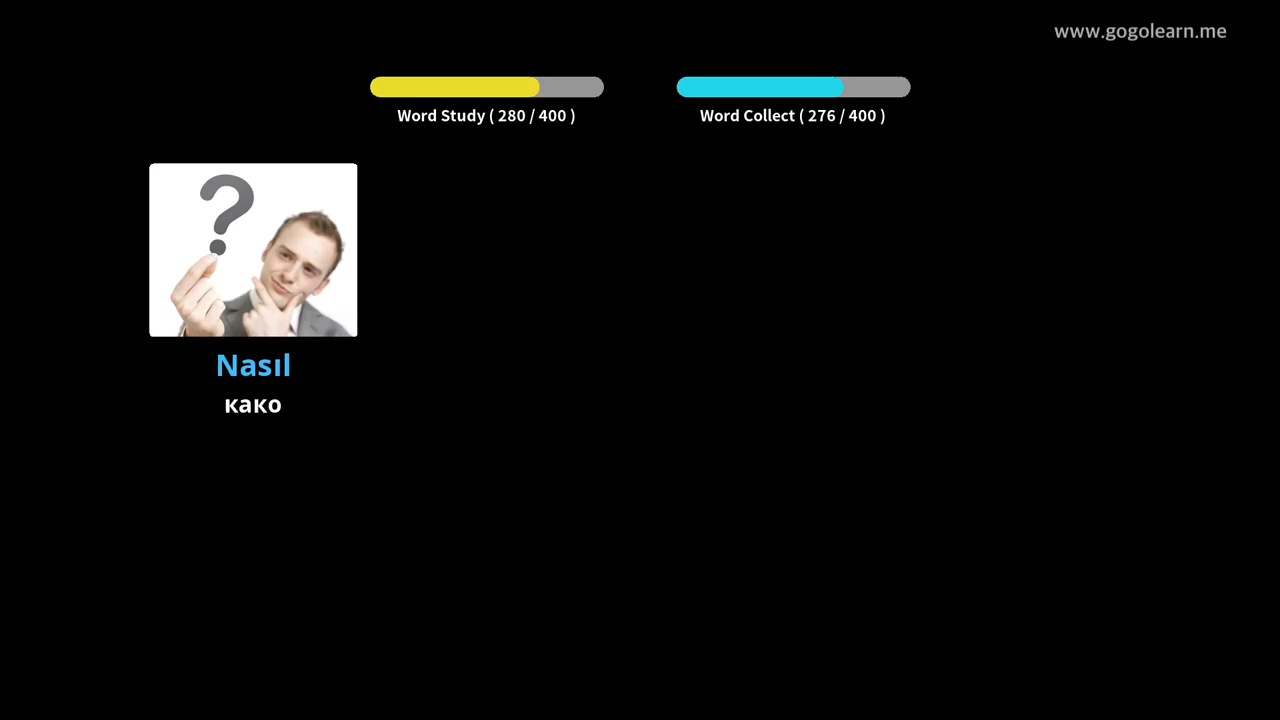 www.gogolearn.me
Word Study ( 280 / 400 )
Word Collect ( 276 / 400 )
?
Nasıl
како